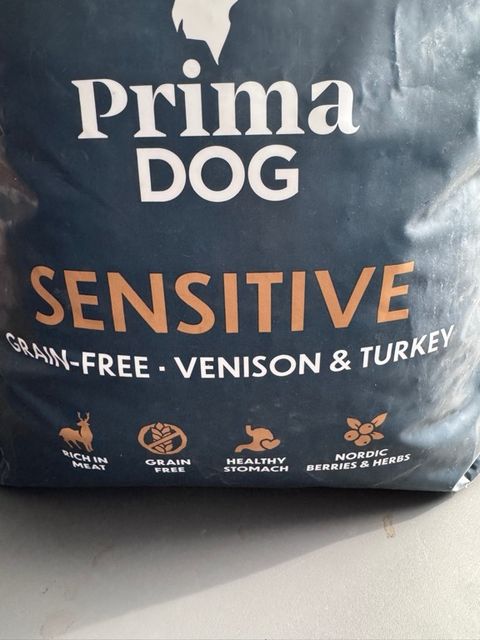 Prima
DOG
SENSITIVE
GRAIN-FREE · VENISON & TURKEY
RICH IN
MEAT
GRAIN
FREE
HEALTHY
STOMACH
NORDIC
BERRIES & HERBS